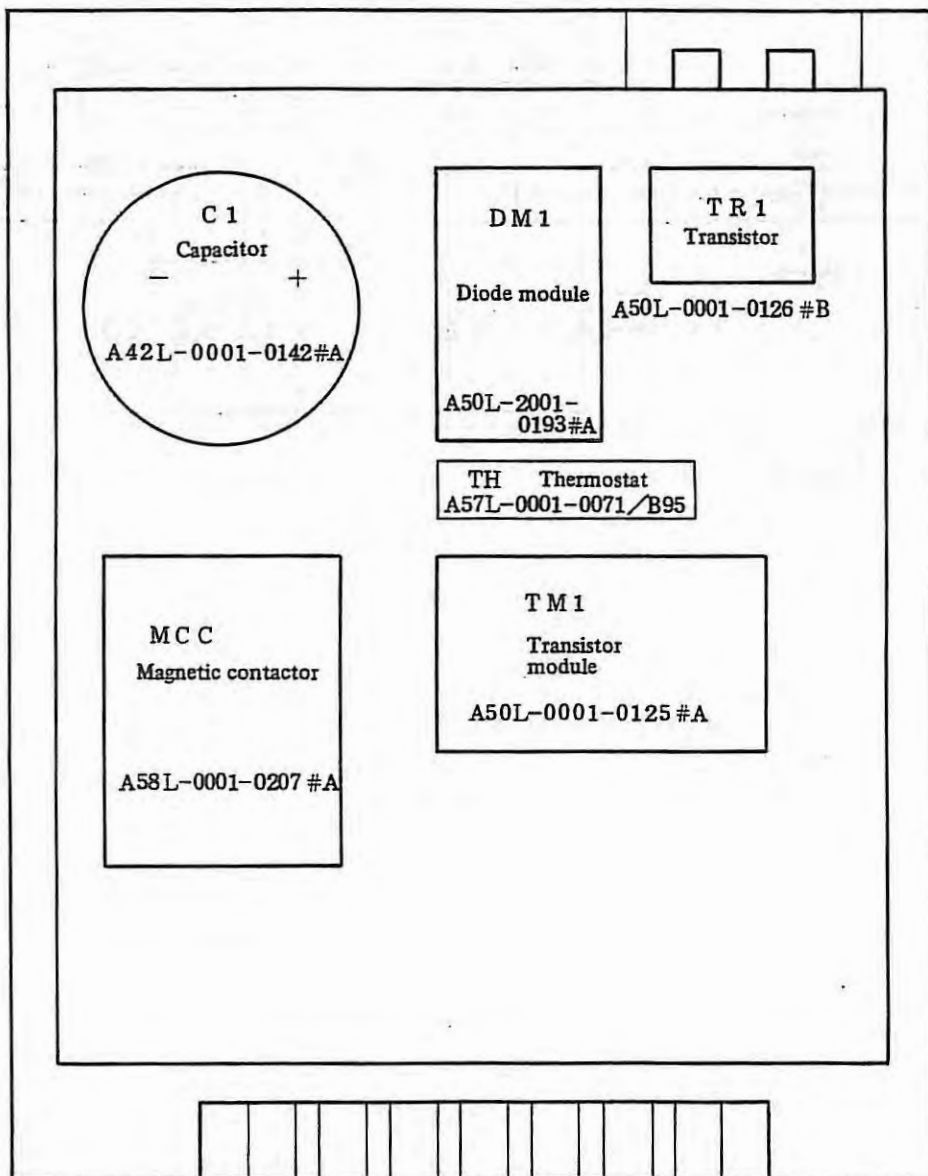 C1
Capacitor
− +
A42L-0001-0142#A
DM1
Diode module
A50L-2001-
0193#A
TR1
Transistor
A50L-0001-0126#B
TH Thermostat
A57L-0001-0071/B95
MCC
Magnetic contactor
A58L-0001-0207#A
TM1
Transistor
module
A50L-0001-0125#A